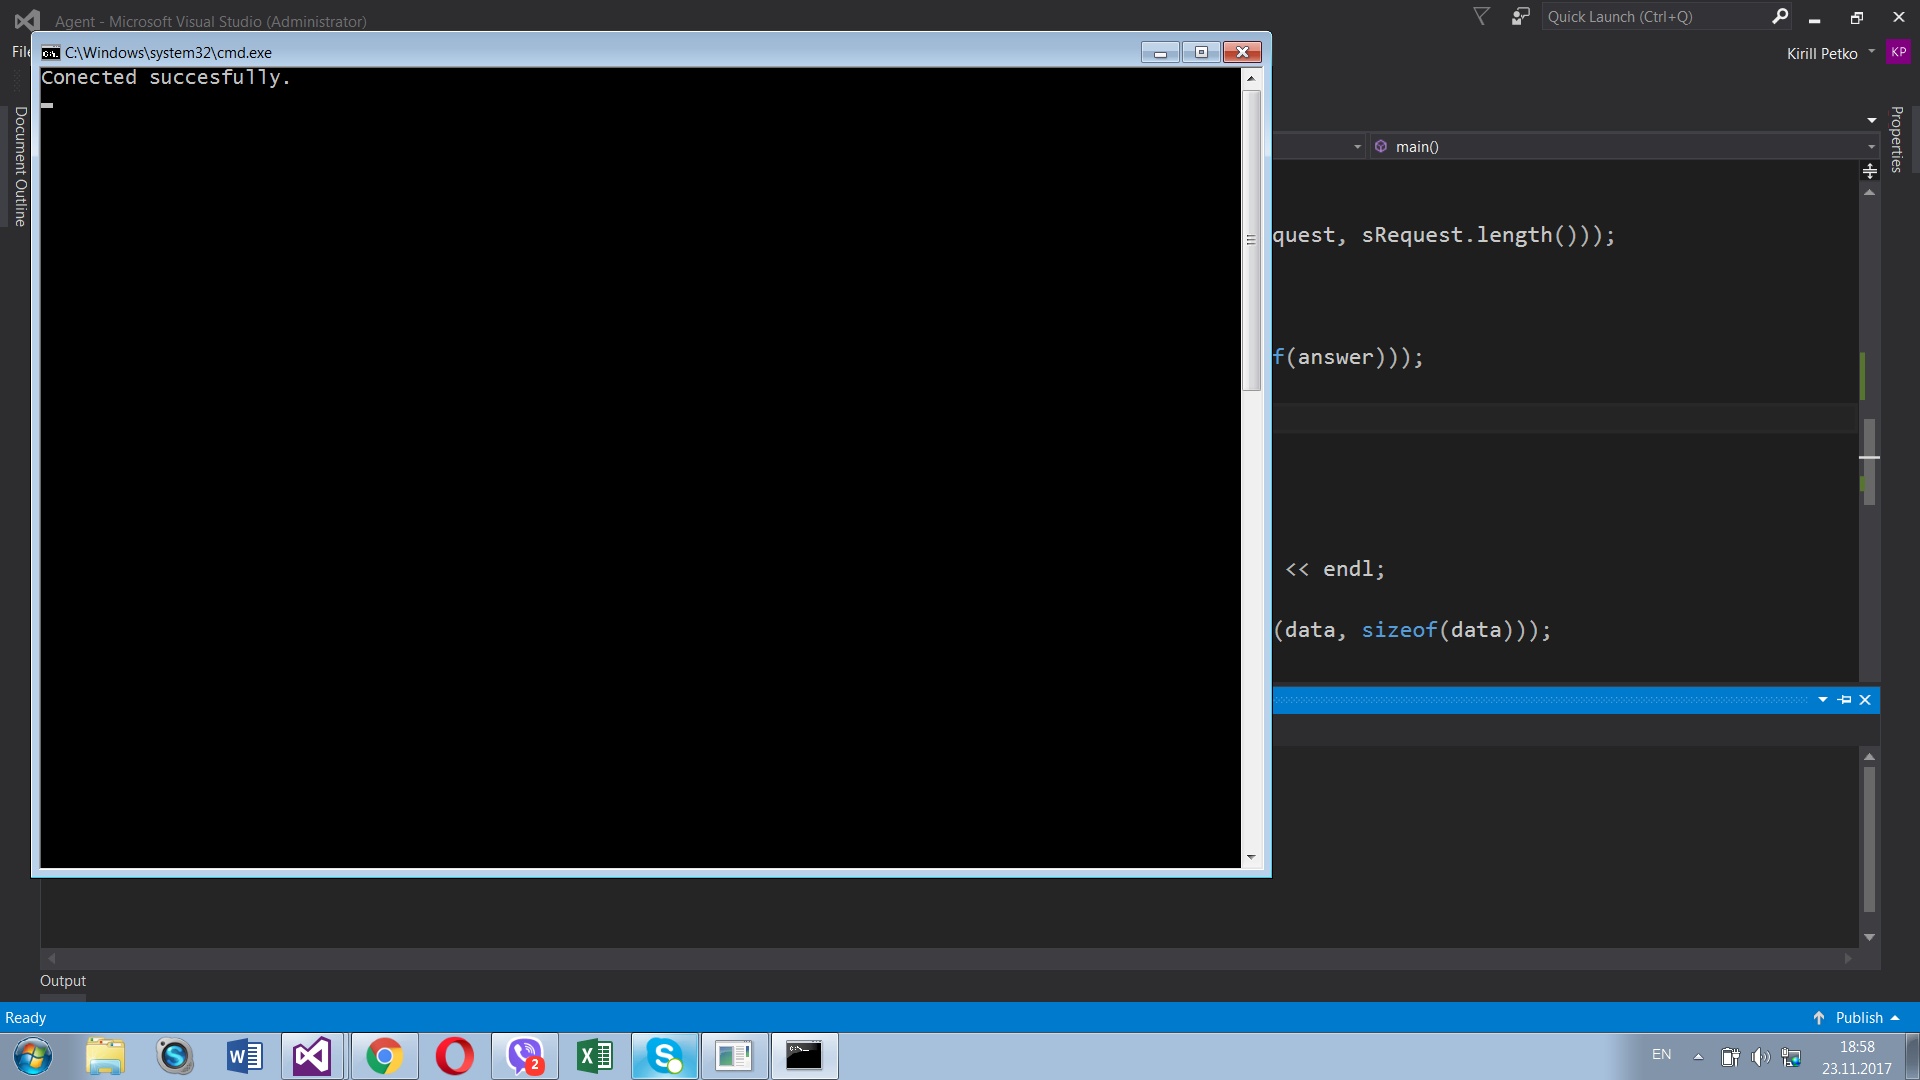 Agent - Microsoft Visual Studio (Administrator)
Quick Launch (Ctrl+Q)
File
C:\Windows\system32\cmd.exe
Kirill Petko
KP
Conected succesfully.
Document Outline
Properties
main()
quest, sRequest.length()));
f(answer)));
<< endl;
(data, sizeof(data)));
Output
Ready
Publish
2
EN
18:58
23.11.2017